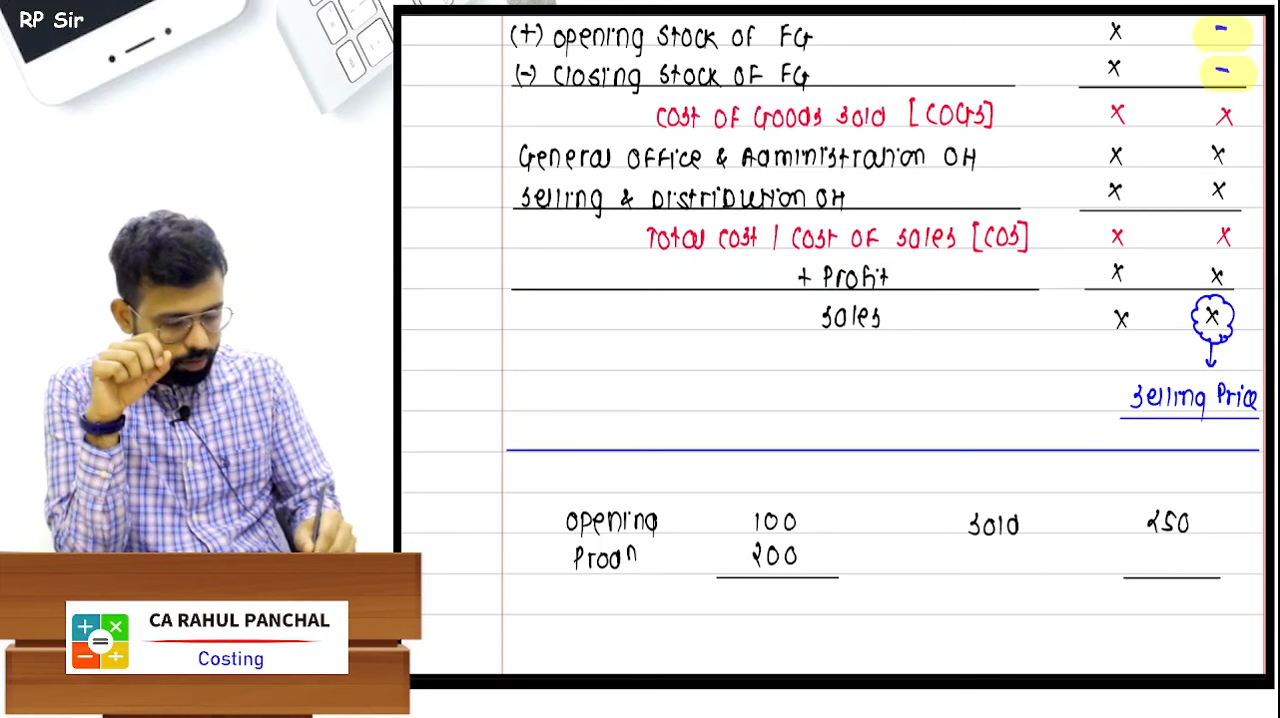 RP Sir
(+) Opening Stock of FG x -
(-) Closing Stock of FG x -
Cost of Goods Sold [COGS] x x
General Office & Administration OH x x
Selling & Distribution OH x x
Total Cost / Cost of Sales [COS] x x
+ Profit x x
Sales x x
Selling Price
Opening 100 Sold 250
Prodn 200
CA RAHUL PANCHAL
Costing